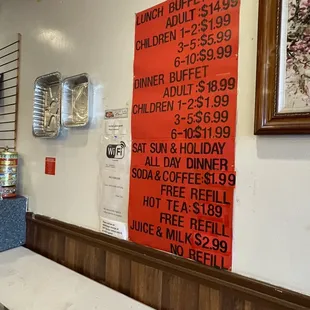 LUNCH BUFFET
ADULT: $14.99
CHILDREN 1-2: $1.99
3-5: $5.99
6-10: $9.99
DINNER BUFFET
ADULT: $18.99
CHILDREN 1-2: $1.99
3-5: $6.99
6-10: $11.99
SAT SUN & HOLIDAY
ALL DAY DINNER
SODA & COFFEE: $1.99
FREE REFILL
HOT TEA: $1.89
FREE REFILL
JUICE & MILK $2.99
NO REFILL
WiFi